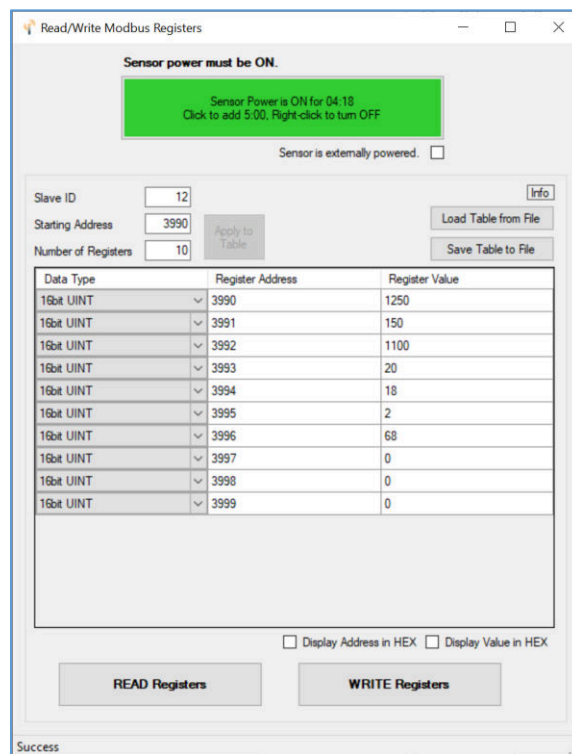 Read/Write Modbus Registers
Sensor power must be ON.
Sensor Power is ON for 04:18
Click to add 5:00, Right-click to turn OFF
Sensor is externally powered.
Slave ID 12
Info
Starting Address 3990
Apply to Table
Load Table from File
Number of Registers 10
Save Table to File
Data Type Register Address Register Value
16bit UINT 3990 1250
16bit UINT 3991 150
16bit UINT 3992 1100
16bit UINT 3993 20
16bit UINT 3994 18
16bit UINT 3995 2
16bit UINT 3996 68
16bit UINT 3997 0
16bit UINT 3998 0
16bit UINT 3999 0
Display Address in HEX Display Value in HEX
READ Registers WRITE Registers
Success